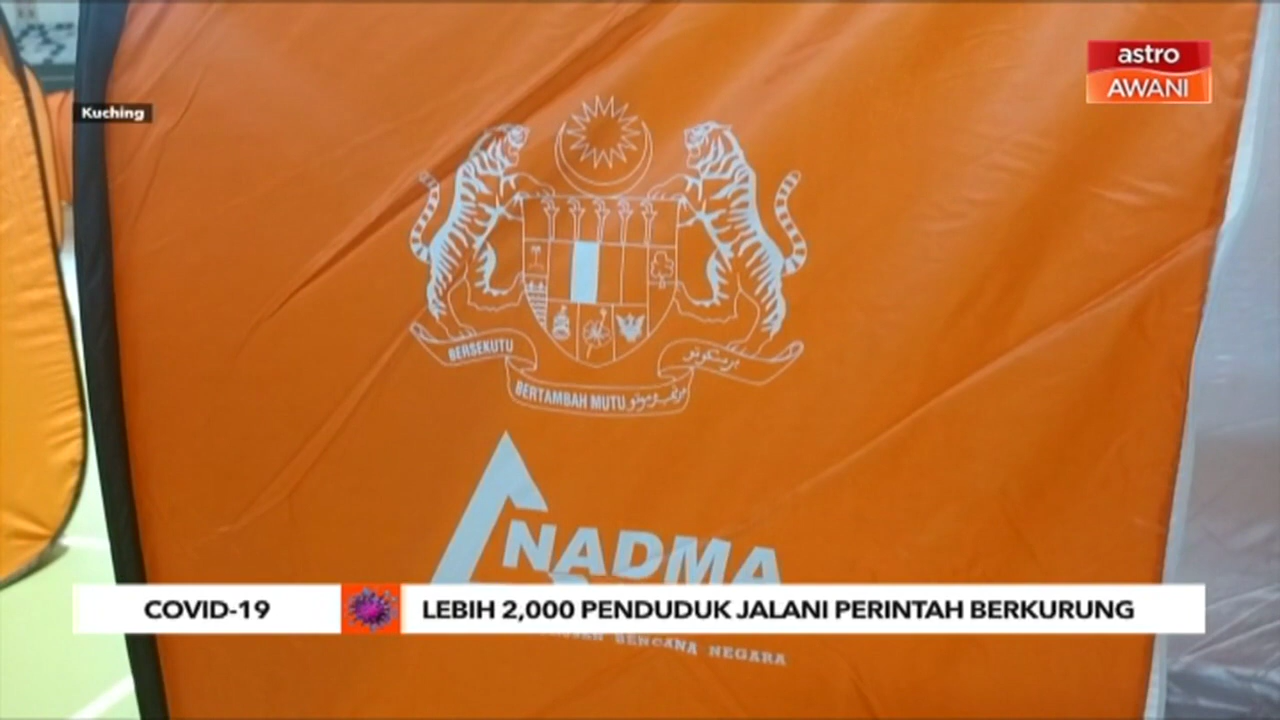 astro
AWANI
Kuching
BERSEKUTU
BERTAMBAH MUTU
NADMA
COVID-19
LEBIH 2,000 PENDUDUK JALANI PERINTAH BERKURUNG
BENCANA NEGARA